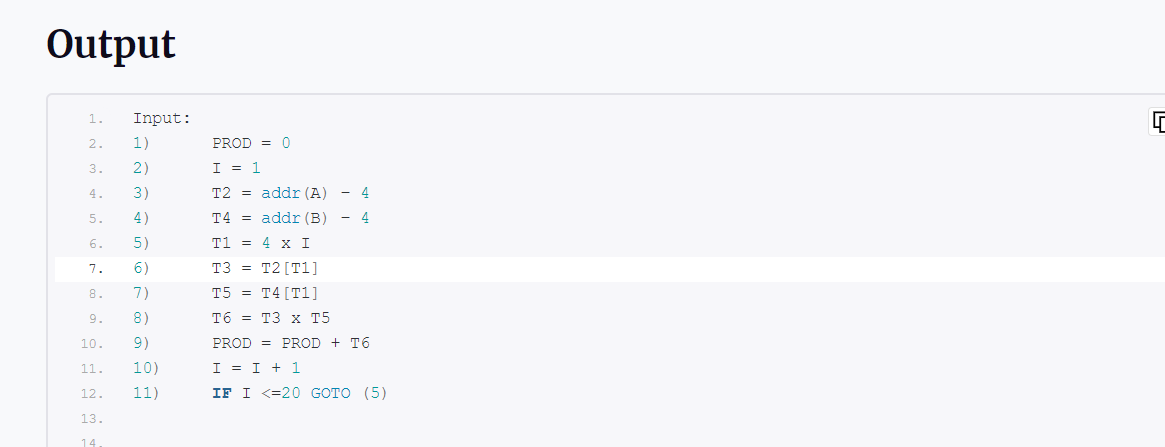 Output
1. Input:
2. 1) PROD = 0
3. 2) I = 1
4. 3) T2 = addr(A) - 4
5. 4) T4 = addr(B) - 4
6. 5) T1 = 4 x I
7. 6) T3 = T2[T1]
8. 7) T5 = T4[T1]
9. 8) T6 = T3 x T5
10. 9) PROD = PROD + T6
11. 10) I = I + 1
12. 11) IF I <=20 GOTO (5)
13.
14.